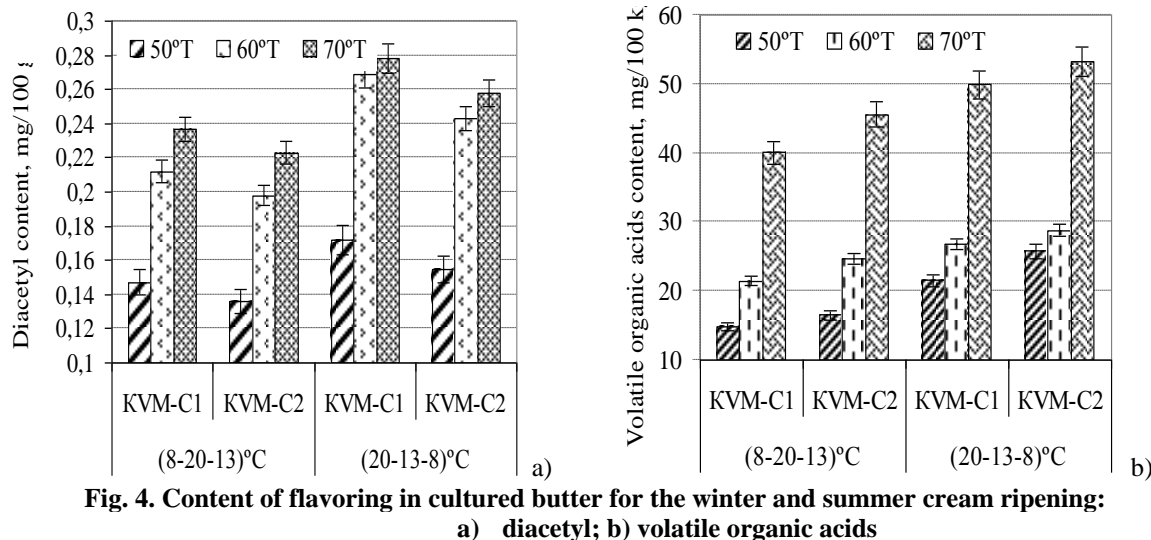 0,3
0,28
0,26
0,24
0,22
0,2
0,18
0,16
0,14
0,12
0,1
Diacetyl content, mg/100 g
50ºT 60ºT 70ºT
KVM-C1 KVM-C2 KVM-C1 KVM-C2
(8-20-13)ºC (20-13-8)ºC
a)
60
50
40
30
20
10
Volatile organic acids content, mg/100 k
50ºT 60ºT 70ºT
KVM-C1 KVM-C2 KVM-C1 KVM-C2
(8-20-13)ºC (20-13-8)ºC
b)
Fig. 4. Content of flavoring in cultured butter for the winter and summer cream ripening:
a) diacetyl; b) volatile organic acids